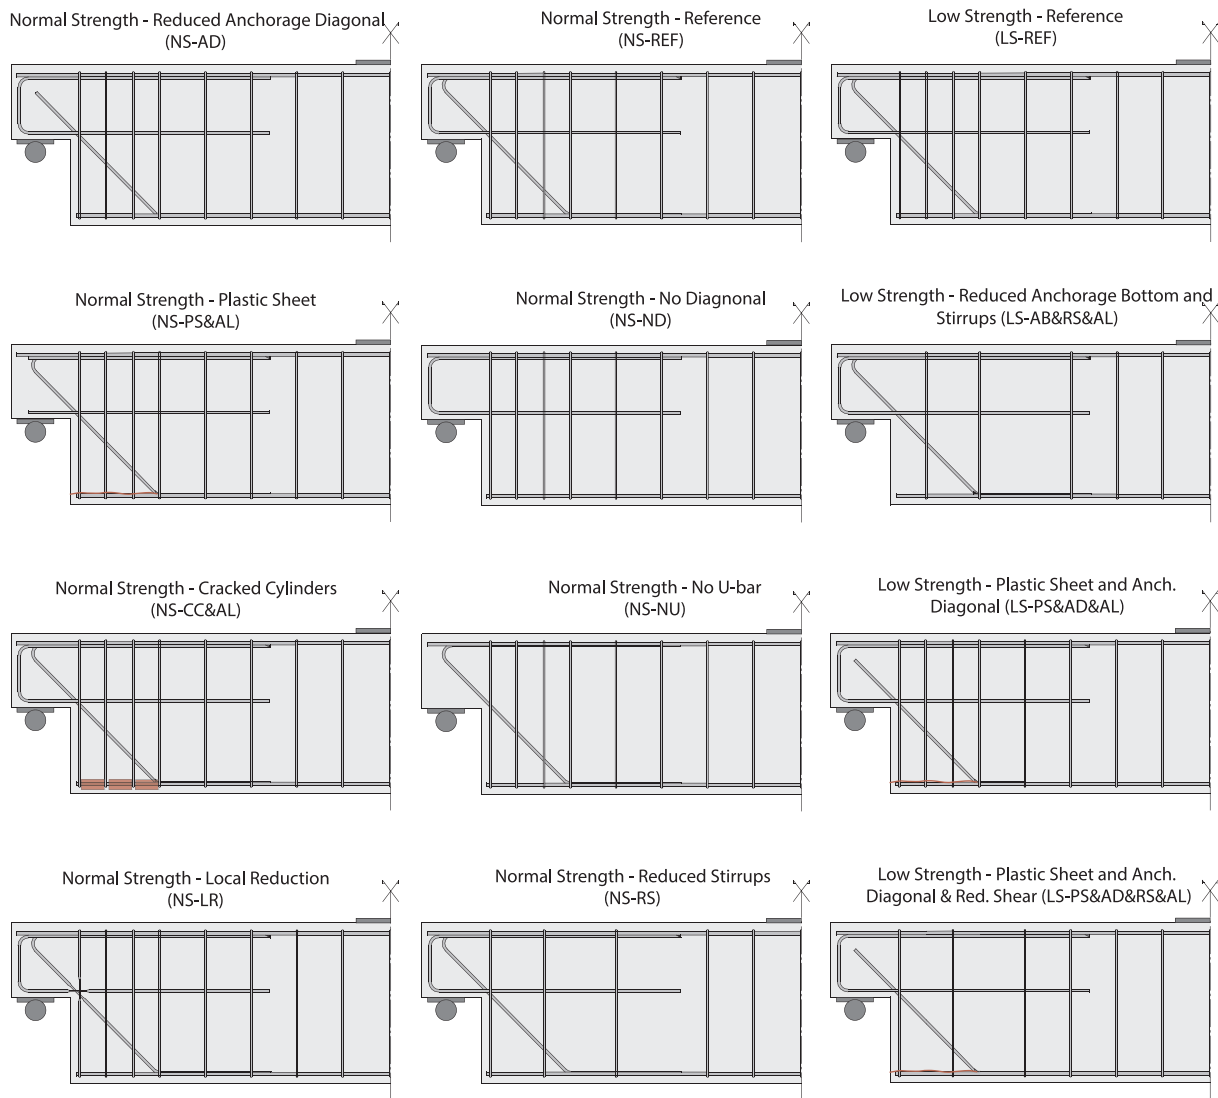 Normal Strength - Reduced Anchorage Diagonal
(NS-AD)
Normal Strength - Reference
(NS-REF)
Low Strength - Reference
(LS-REF)
Normal Strength - Plastic Sheet
(NS-PS&AL)
Normal Strength - No Diagnonal
(NS-ND)
Low Strength - Reduced Anchorage Bottom and
Stirrups (LS-AB&RS&AL)
Normal Strength - Cracked Cylinders
(NS-CC&AL)
Normal Strength - No U-bar
(NS-NU)
Low Strength - Plastic Sheet and Anch.
Diagonal (LS-PS&AD&AL)
Normal Strength - Local Reduction
(NS-LR)
Normal Strength - Reduced Stirrups
(NS-RS)
Low Strength - Plastic Sheet and Anch.
Diagonal & Red. Shear (LS-PS&AD&RS&AL)